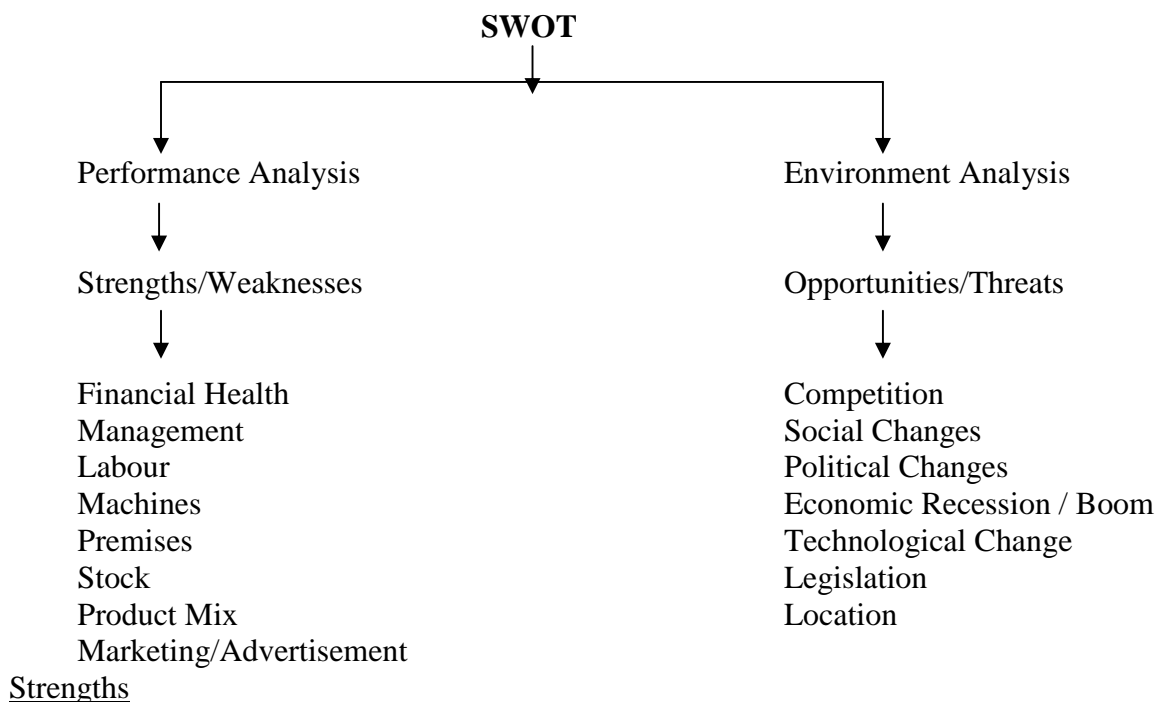 SWOT
Performance Analysis
Strengths/Weaknesses
Financial Health
Management
Labour
Machines
Premises
Stock
Product Mix
Marketing/Advertisement
Environment Analysis
Opportunities/Threats
Competition
Social Changes
Political Changes
Economic Recession / Boom
Technological Change
Legislation
Location
Strengths